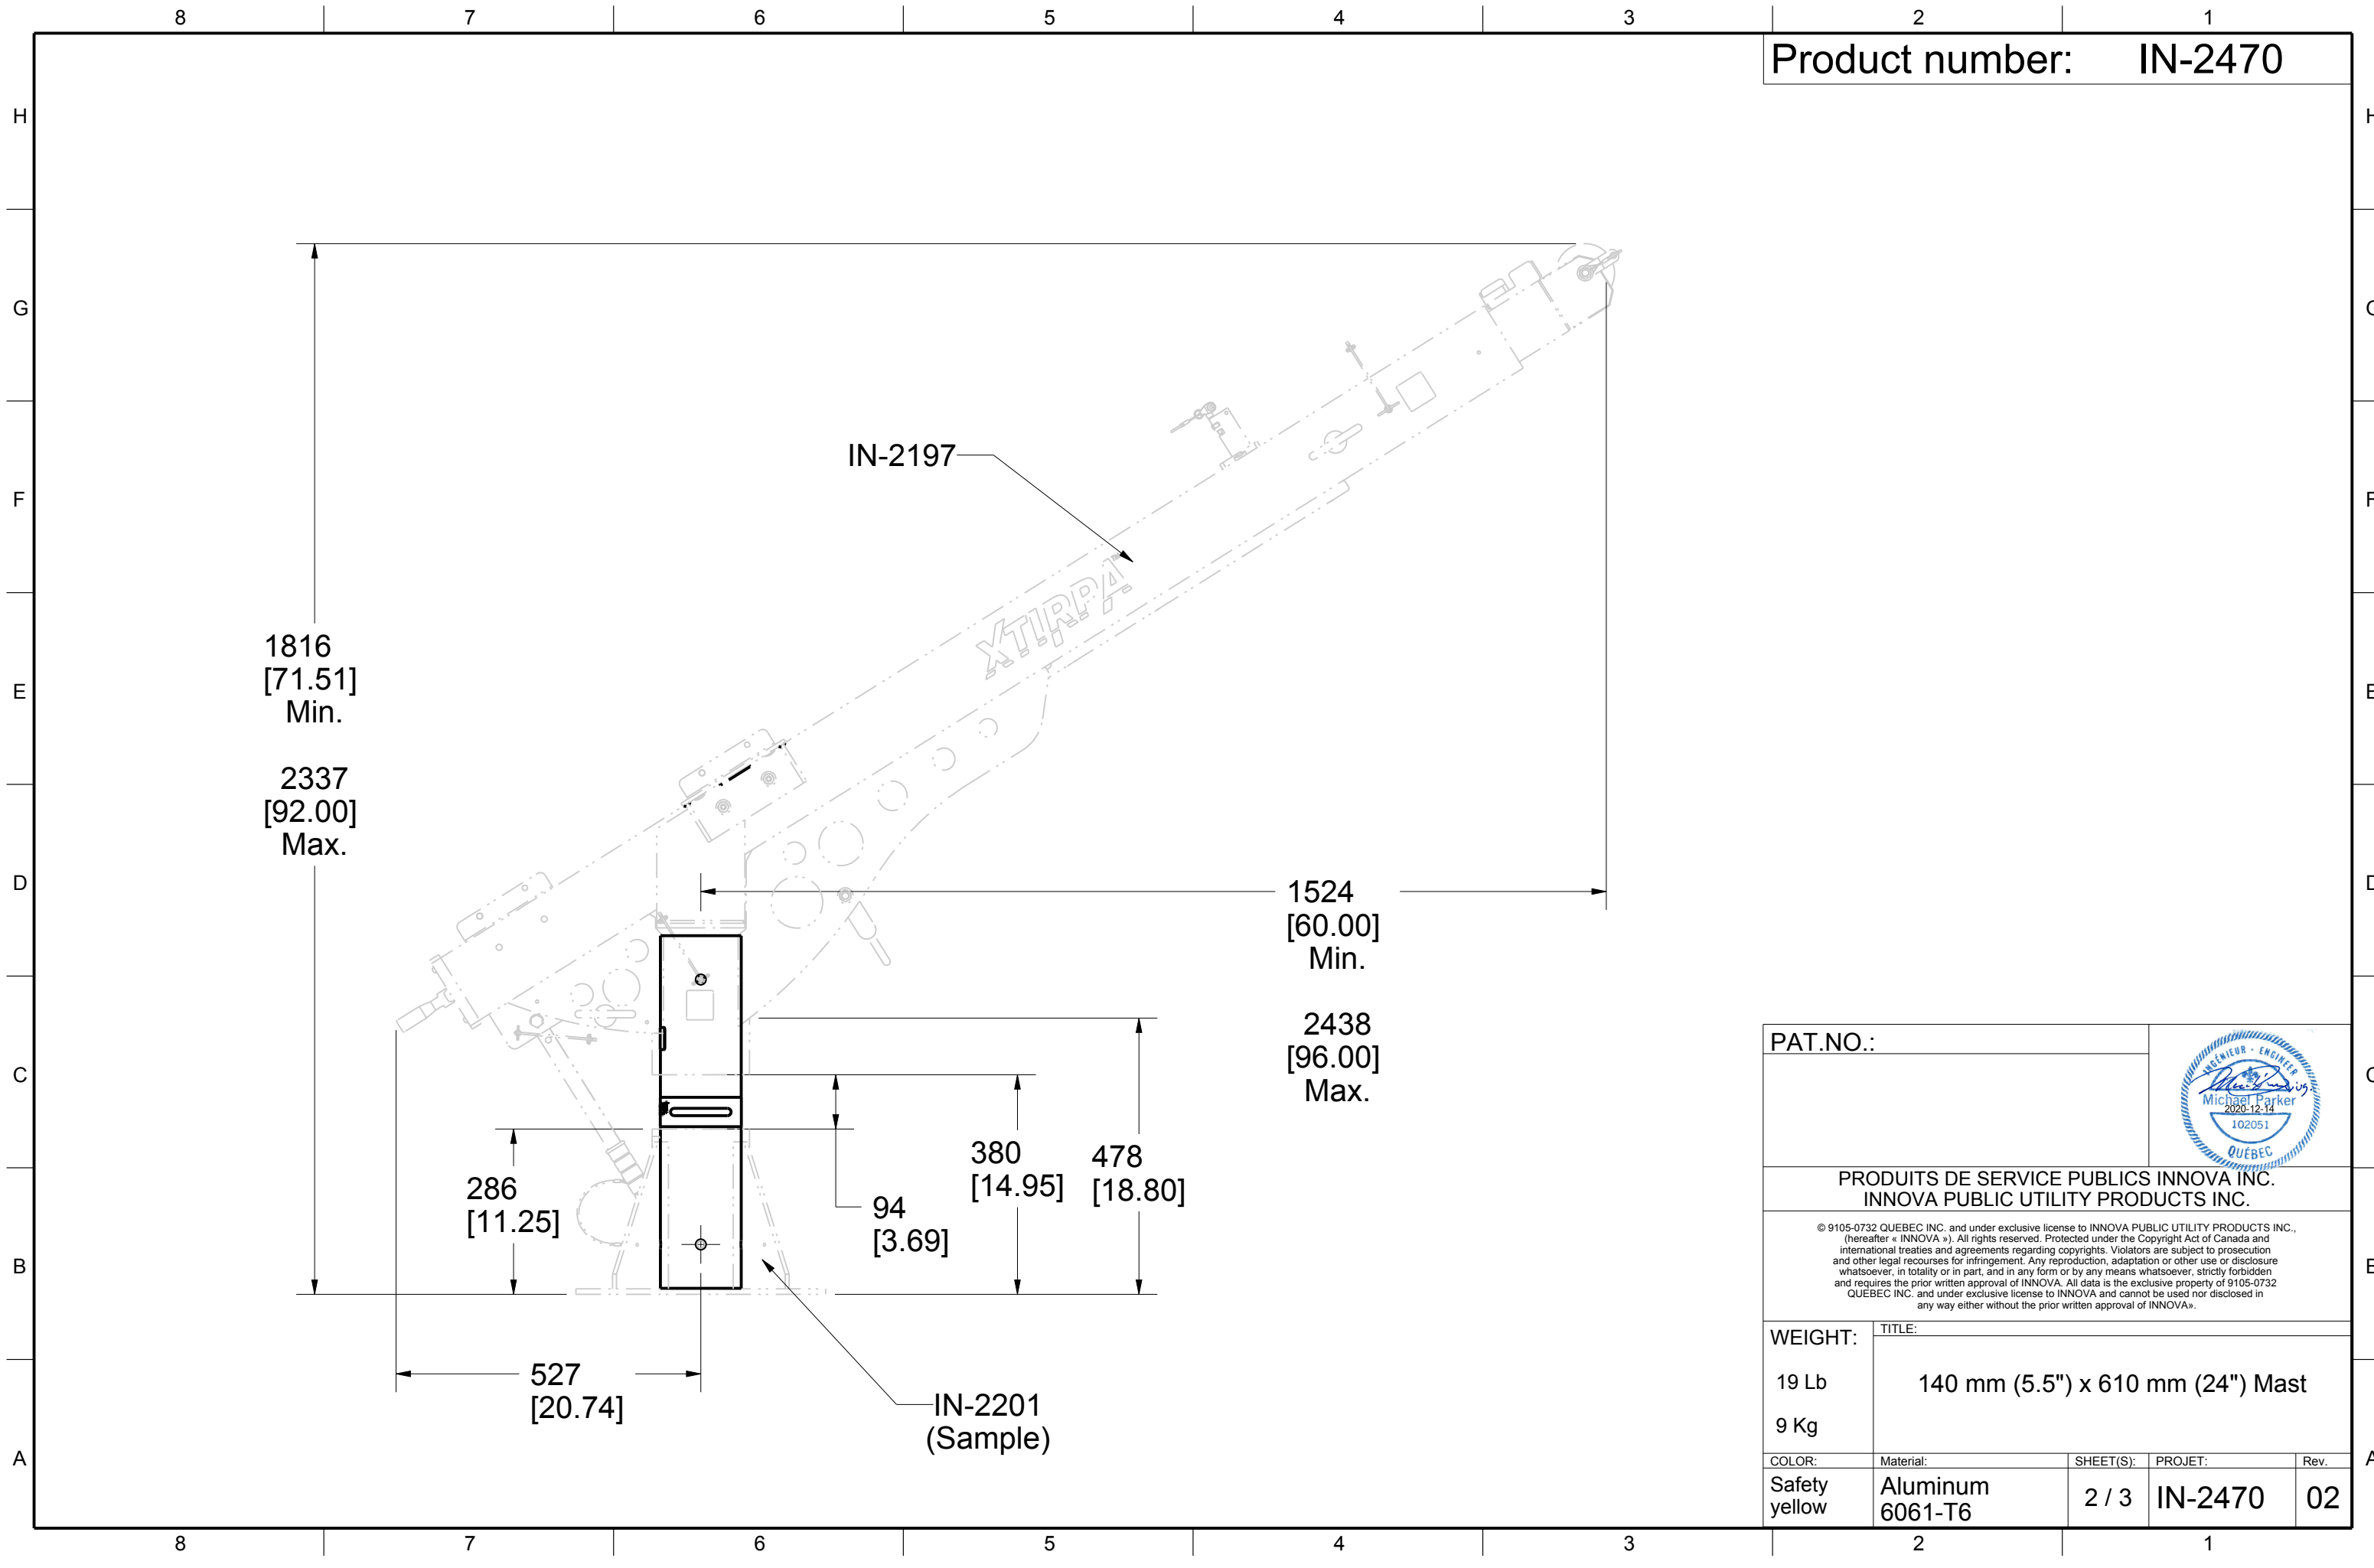 8 7 6 5 4 3 2 1
Product number: IN-2470
H H
G G
F F
E E
D D
C C
B B
A A
IN-2197
XTIRPA
1816
[71.51]
Min.
2337
[92.00]
Max.
1524
[60.00]
Min.
2438
[96.00]
Max.
380
[14.95]
478
[18.80]
286
[11.25]
94
[3.69]
527
[20.74]
IN-2201
(Sample)
PAT.NO.:
INGÉNIEUR - ENGINEER
Michael Parker
2020-12-14
102051
QUÉBEC
PRODUITS DE SERVICE PUBLICS INNOVA INC.
INNOVA PUBLIC UTILITY PRODUCTS INC.
© 9105-0732 QUEBEC INC. and under exclusive license to INNOVA PUBLIC UTILITY PRODUCTS INC.,
(hereafter « INNOVA »). All rights reserved. Protected under the Copyright Act of Canada and
international treaties and agreements regarding copyrights. Violators are subject to prosecution
and other legal recourses for infringement. Any reproduction, adaptation or other use or disclosure
whatsoever, in totality or in part, and in any form or by any means whatsoever, strictly forbidden
and requires the prior written approval of INNOVA. All data is the exclusive property of 9105-0732
QUEBEC INC. and under exclusive license to INNOVA and cannot be used nor disclosed in
any way either without the prior written approval of INNOVA».
WEIGHT:
19 Lb
9 Kg
TITLE:
140 mm (5.5") x 610 mm (24") Mast
COLOR:
Safety
yellow
Material:
Aluminum
6061-T6
SHEET(S):
2 / 3
PROJET:
IN-2470
Rev.
02
8 7 6 5 4 3 2 1